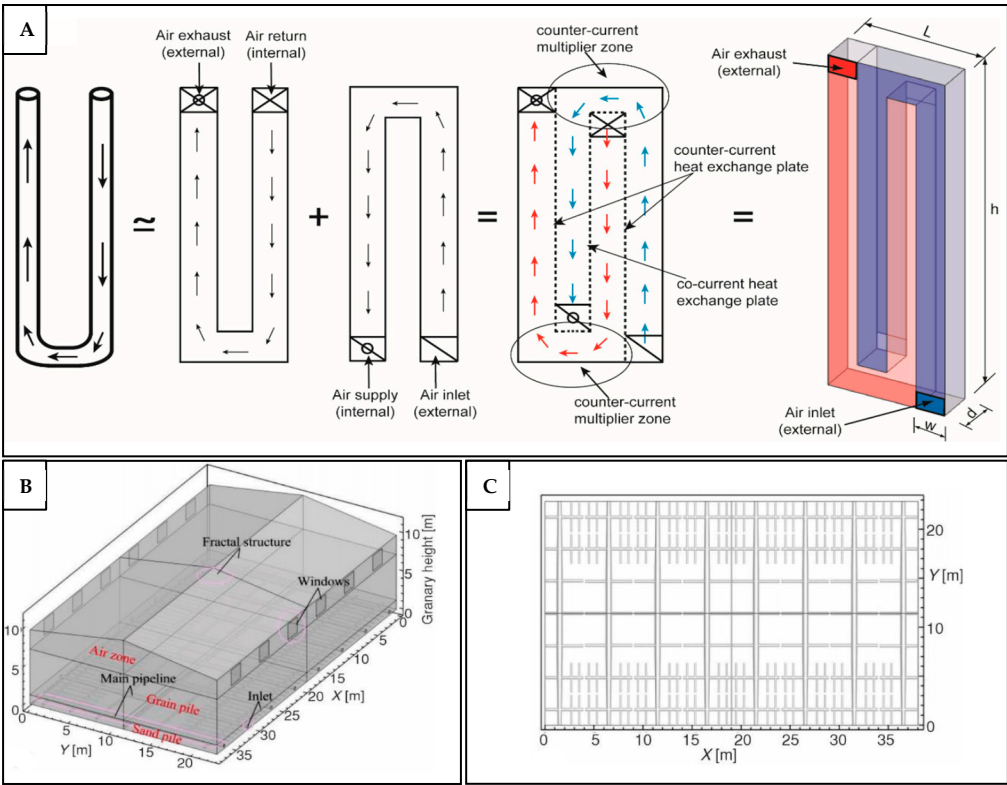 A
Air exhaust
(external)
Air return
(internal)
counter-current
multiplier zone
Air exhaust
(external)
L
counter-current
heat exchange plate
≃
+
=
=
h
co-current heat
exchange plate
Air supply
(internal)
Air inlet
(external)
counter-current
multiplier zone
Air inlet
(external)
w
d
B
Fractal structure
Windows
Air zone
Main pipeline
Grain pile
Inlet
Sand pile
10
5
0
Granary height [m]
10
5
0
0
5
10
15
20
25
30
35
X [m]
0
5
10
15
20
Y [m]
C
20
Y [m]
10
0
0
5
10
15
20
25
30
35
X [m]